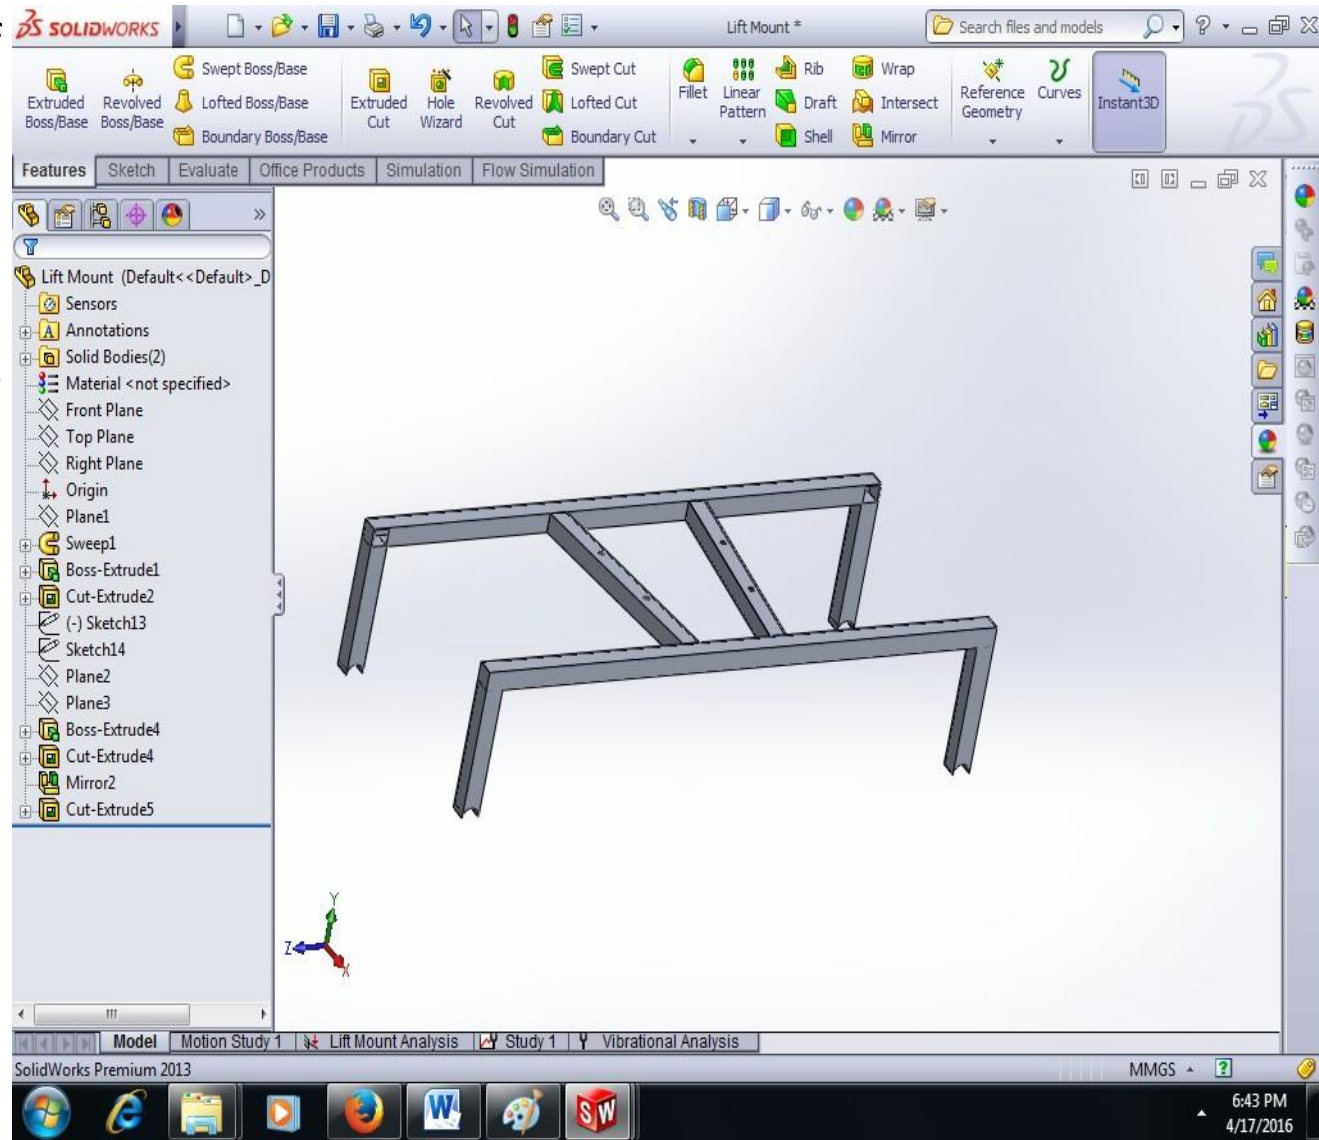 SOLIDWORKS
Lift Mount *
Search files and models
Extruded Boss/Base
Revolved Boss/Base
Swept Boss/Base
Lofted Boss/Base
Boundary Boss/Base
Extruded Cut
Hole Wizard
Revolved Cut
Swept Cut
Lofted Cut
Boundary Cut
Fillet
Linear Pattern
Rib
Draft
Shell
Wrap
Intersect
Mirror
Reference Geometry
Curves
Instant3D
Features Sketch Evaluate Office Products Simulation Flow Simulation
Lift Mount (Default<<Default>_D
Sensors
A Annotations
Solid Bodies(2)
Material <not specified>
Front Plane
Top Plane
Right Plane
Origin
Plane1
Sweep1
Boss-Extrude1
Cut-Extrude2
(-) Sketch13
Sketch14
Plane2
Plane3
Boss-Extrude4
Cut-Extrude4
Mirror2
Cut-Extrude5
Y
Z
X
Model Motion Study 1 Lift Mount Analysis Study 1 Vibrational Analysis
SolidWorks Premium 2013
MMGS
W
SW
6:43 PM
4/17/2016